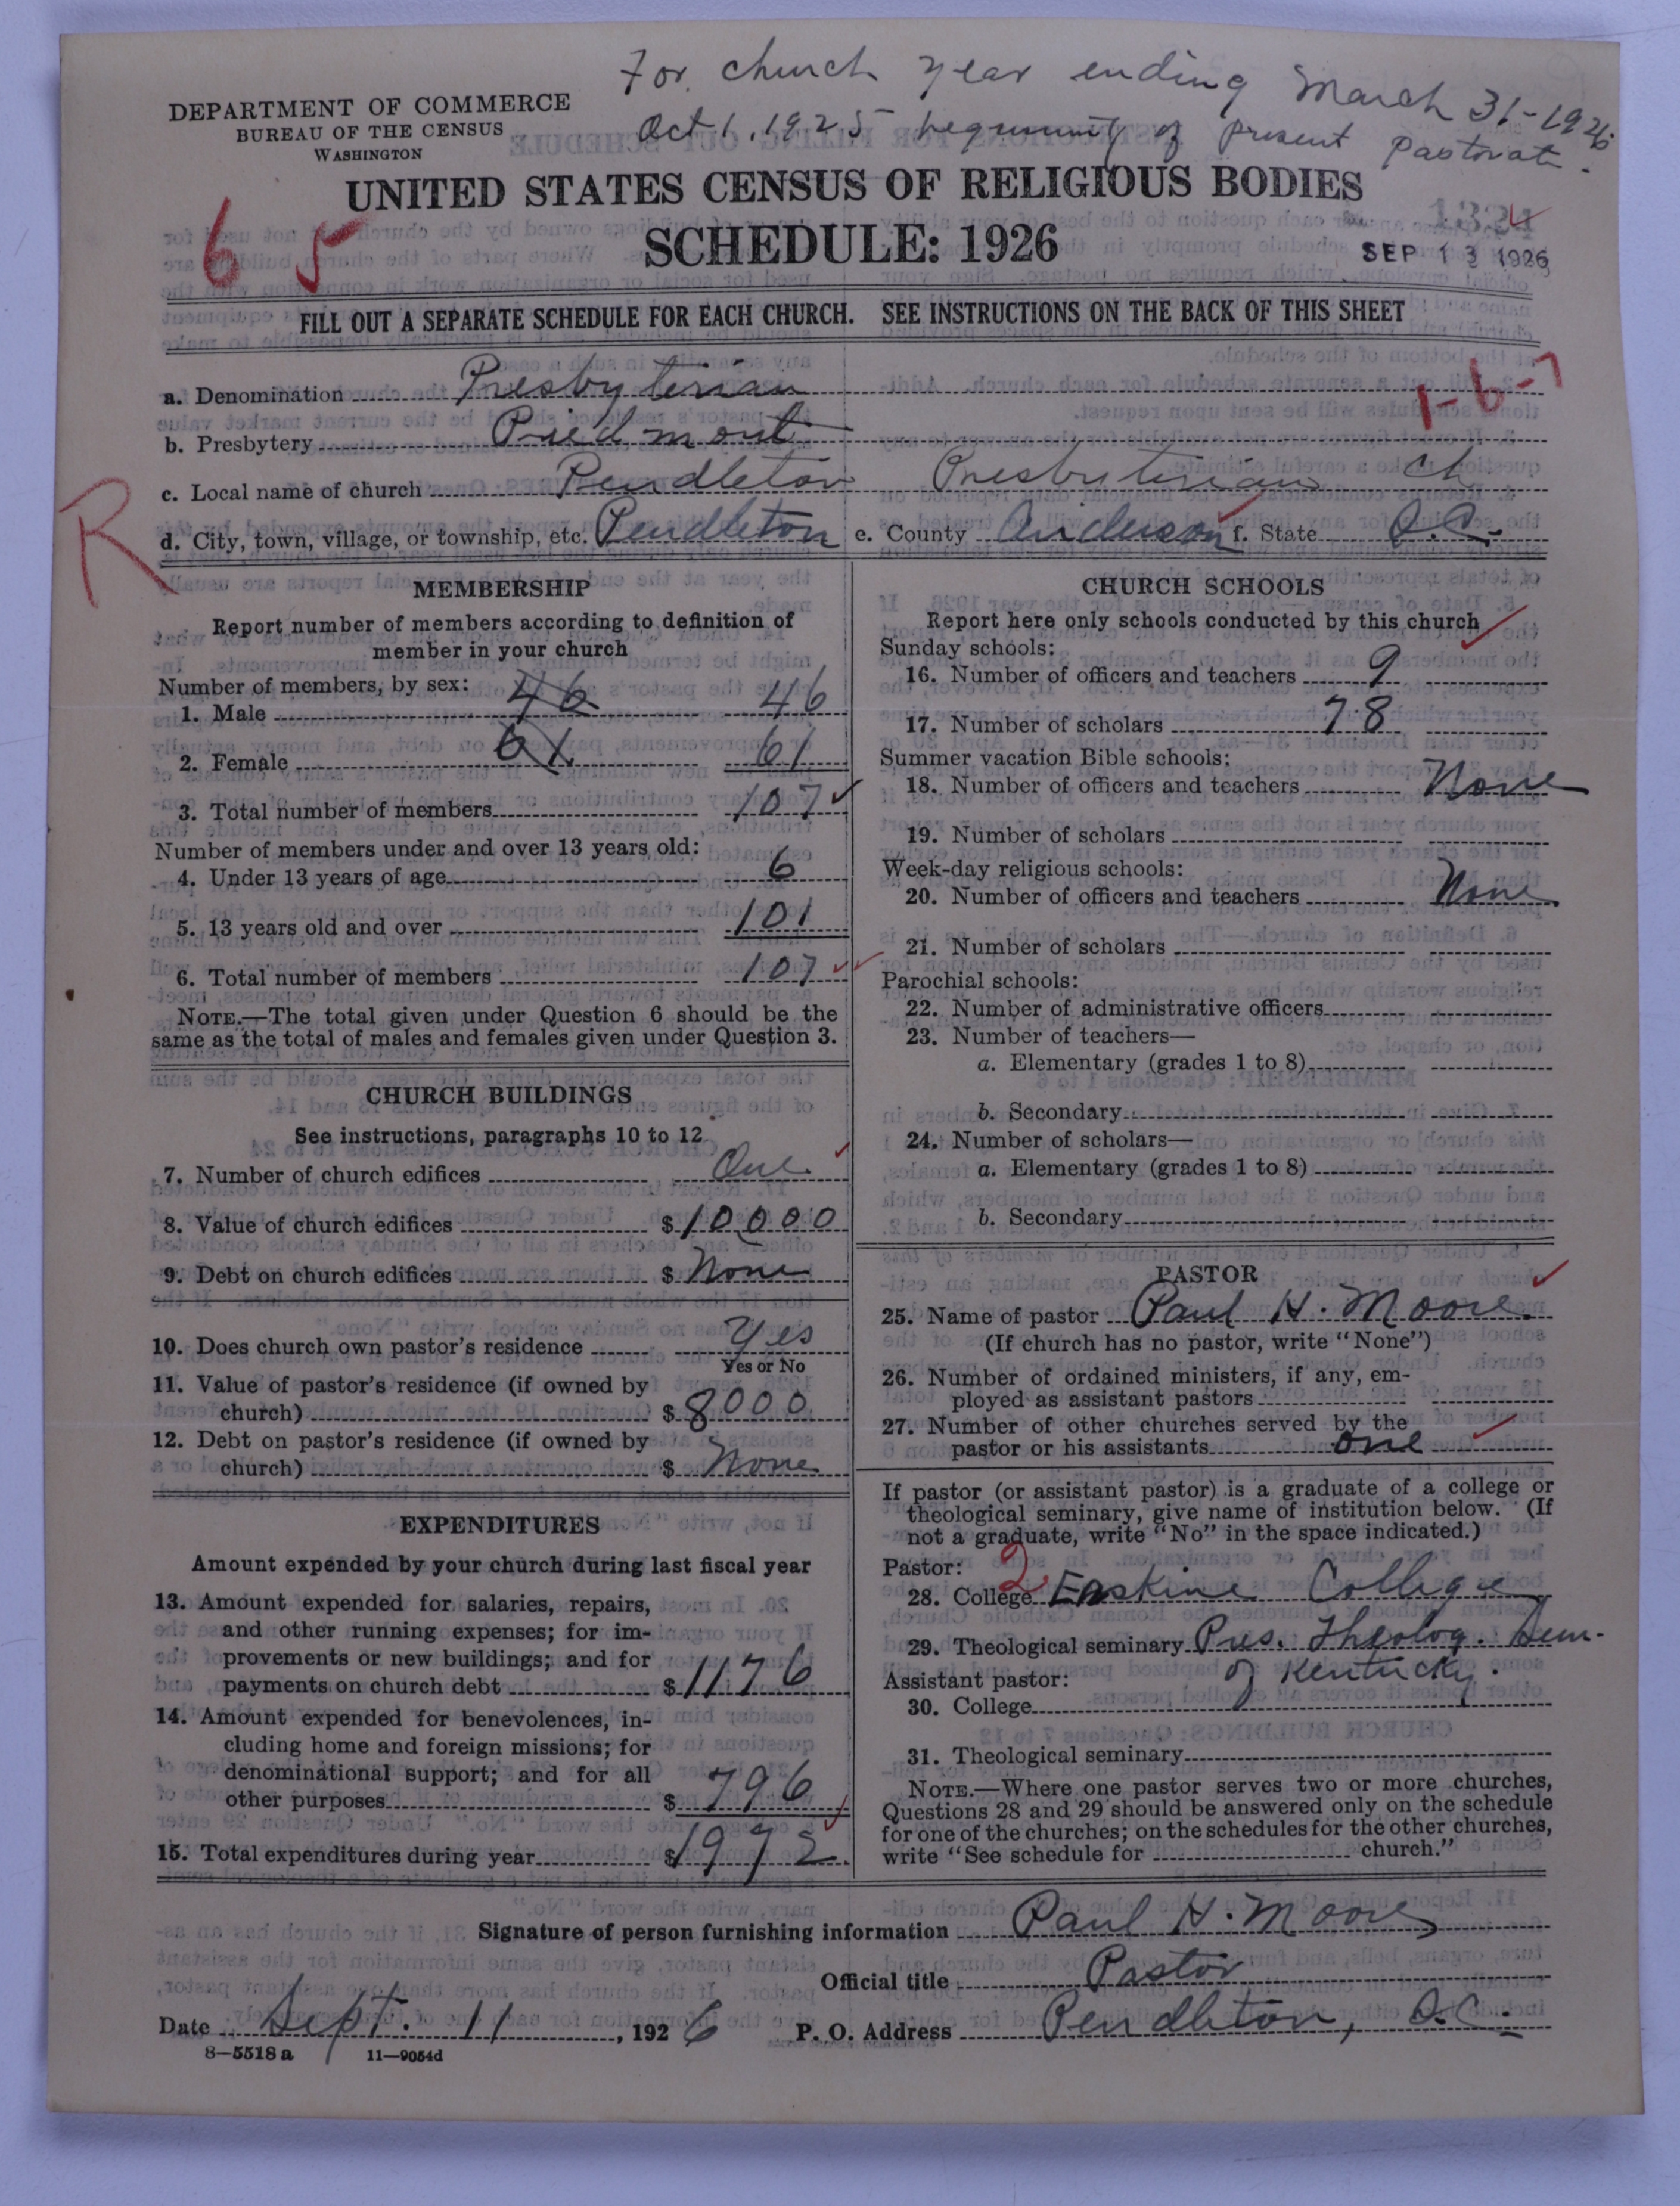 For church year ending March 31-1926
Oct 1, 1925 beginning of present Pastorate.
DEPARTMENT OF COMMERCE
BUREAU OF THE CENSUS
WASHINGTON
UNITED STATES CENSUS OF RELIGIOUS BODIES
SCHEDULE: 1926
1324
SEP 13 1926
6 5
FILL OUT A SEPARATE SCHEDULE FOR EACH CHURCH. SEE INSTRUCTIONS ON THE BACK OF THIS SHEET
1-6-7
a. Denomination Presbyterian
b. Presbytery Piedmont
c. Local name of church Pendleton Presbyterian Ch
R
d. City, town, village, or township, etc. Pendleton e. County Anderson f. State S.C.
MEMBERSHIP
Report number of members according to definition of
member in your church
Number of members, by sex:
1. Male 46 46
2. Female 61 61
3. Total number of members 107
Number of members under and over 13 years old:
4. Under 13 years of age 6
5. 13 years old and over 101
6. Total number of members 107
NOTE.—The total given under Question 6 should be the
same as the total of males and females given under Question 3.
CHURCH BUILDINGS
See instructions, paragraphs 10 to 12
7. Number of church edifices One
8. Value of church edifices $10000
9. Debt on church edifices $ None
10. Does church own pastor's residence Yes
Yes or No
11. Value of pastor's residence (if owned by
church) $8000
12. Debt on pastor's residence (if owned by
church) $ None
EXPENDITURES
Amount expended by your church during last fiscal year
13. Amount expended for salaries, repairs,
and other running expenses; for im-
provements or new buildings; and for
payments on church debt $1176
14. Amount expended for benevolences, in-
cluding home and foreign missions; for
denominational support; and for all
other purposes $ 796
15. Total expenditures during year $1972
CHURCH SCHOOLS
Report here only schools conducted by this church
Sunday schools:
16. Number of officers and teachers 9
17. Number of scholars 78
Summer vacation Bible schools:
18. Number of officers and teachers None
19. Number of scholars
Week-day religious schools:
20. Number of officers and teachers None
21. Number of scholars
Parochial schools:
22. Number of administrative officers
23. Number of teachers—
a. Elementary (grades 1 to 8)
b. Secondary
24. Number of scholars—
a. Elementary (grades 1 to 8)
b. Secondary
PASTOR
25. Name of pastor Paul H. Moore
(If church has no pastor, write "None")
26. Number of ordained ministers, if any, em-
ployed as assistant pastors
27. Number of other churches served by the
pastor or his assistants one
If pastor (or assistant pastor) is a graduate of a college or
theological seminary, give name of institution below. (If
not a graduate, write "No" in the space indicated.)
Pastor: 2
28. College Erskine College
29. Theological seminary Pres. Theolog. Sem.
Assistant pastor: of Kentucky.
30. College
31. Theological seminary
NOTE.—Where one pastor serves two or more churches,
Questions 28 and 29 should be answered only on the schedule
for one of the churches; on the schedules for the other churches,
write "See schedule for church."
Signature of person furnishing information Paul H. Moore
Official title Pastor
Date Sept. 11, 1926 P. O. Address Pendleton, S.C.
8—5518 a 11—9054d